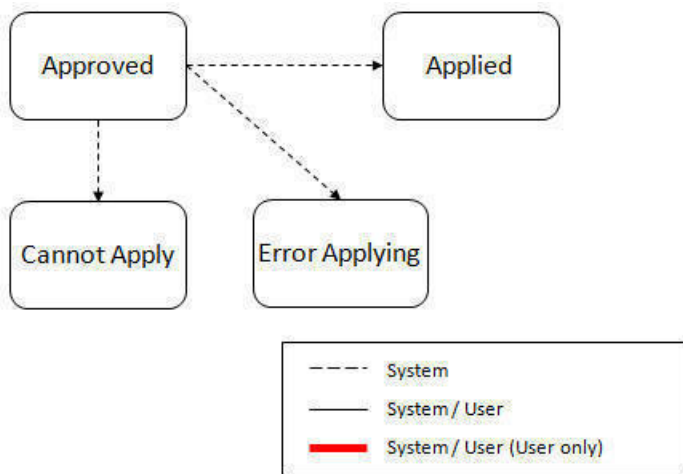 Approved
Applied
Cannot Apply
Error Applying
System
System / User
System / User (User only)